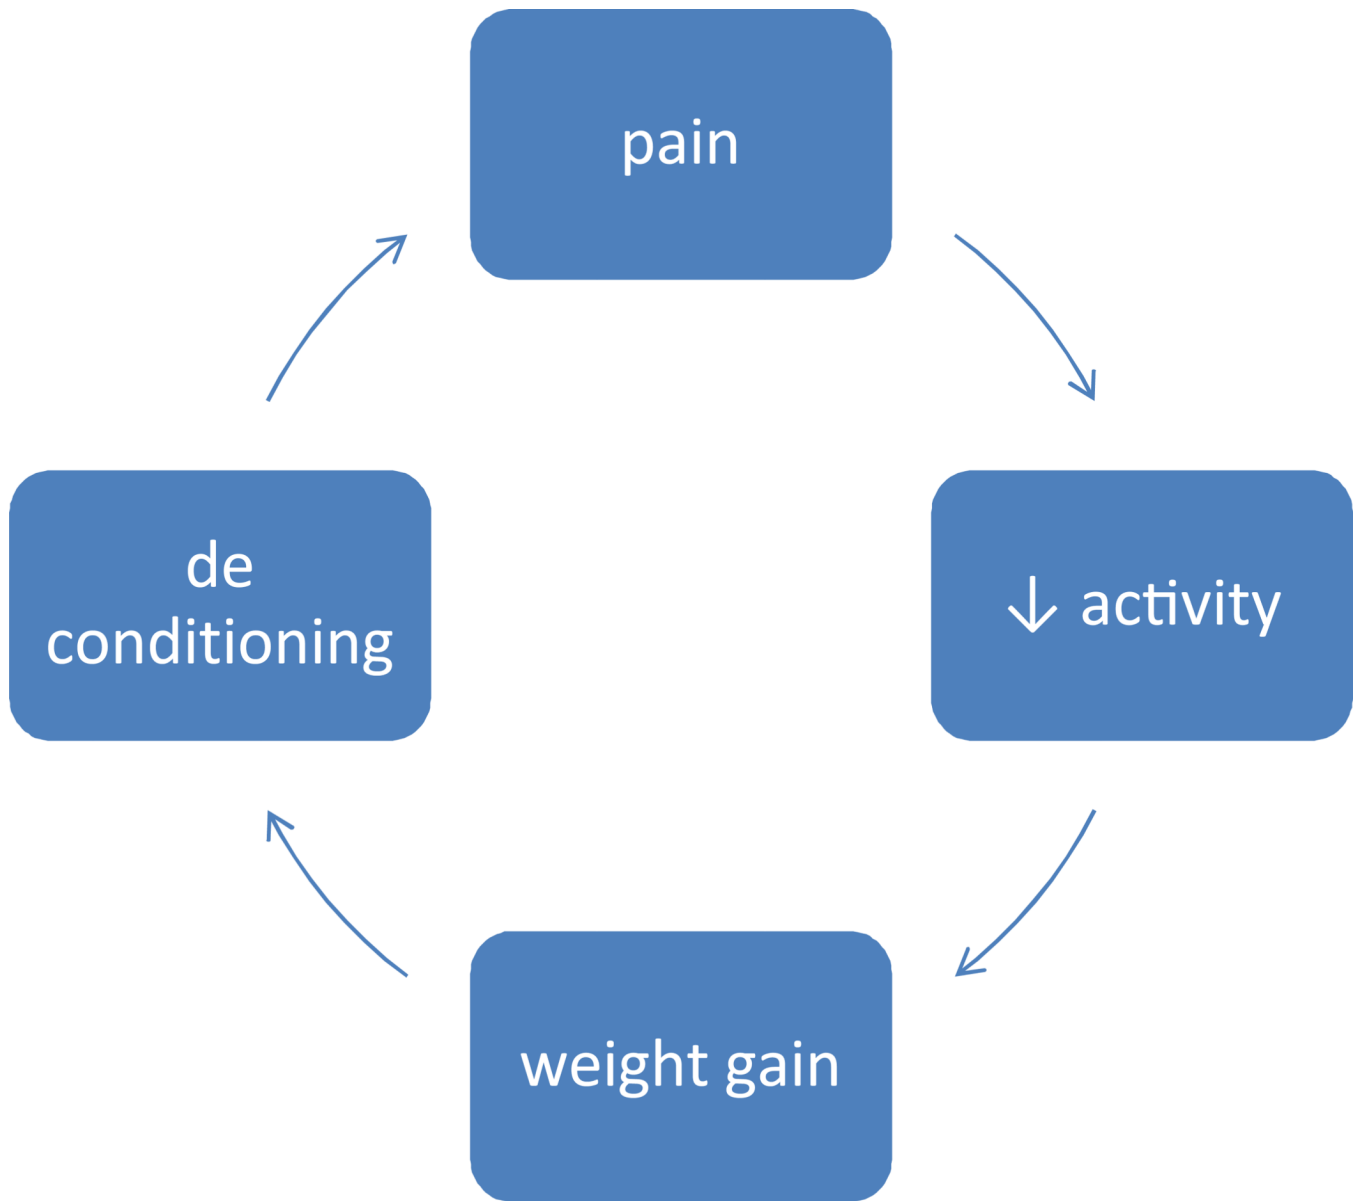 pain
↓ activity
weight gain
de
conditioning